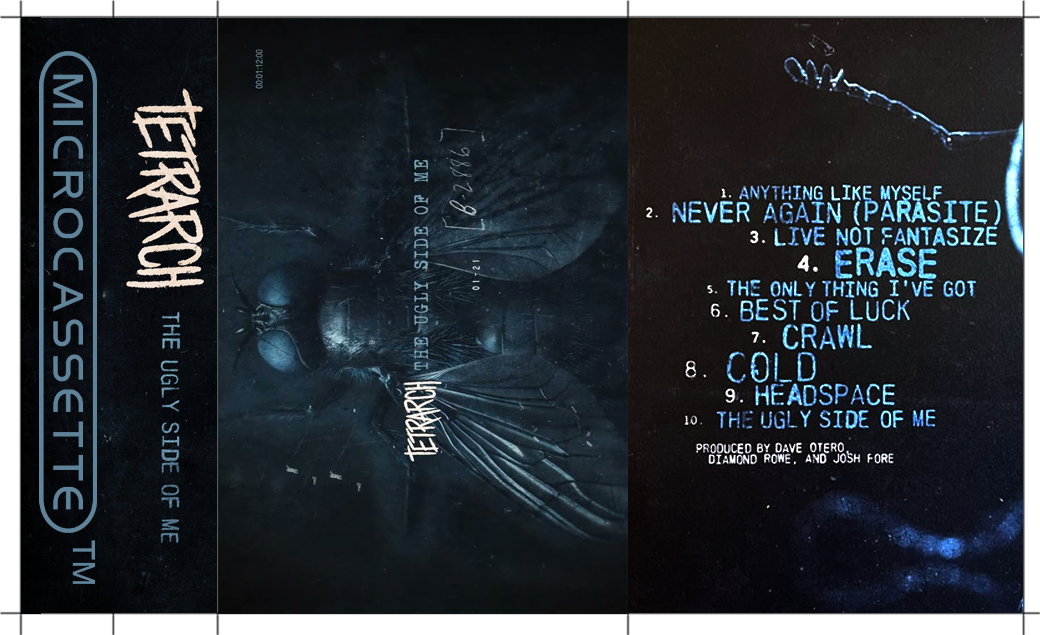 MICROCASSETTE™
TETRARCH
THE UGLY SIDE OF ME
00:01:12:00
TETRARCH THE UGLY SIDE OF ME
[B-2886]
01-21
1. ANYTHING LIKE MYSELF
2. NEVER AGAIN (PARASITE)
3. LIVE NOT FANTASIZE
4. ERASE
5. THE ONLY THING I'VE GOT
6. BEST OF LUCK
7. CRAWL
8. COLD
9. HEADSPACE
10. THE UGLY SIDE OF ME
PRODUCED BY DAVE OTERO,
DIAMOND ROWE, AND JOSH FORE